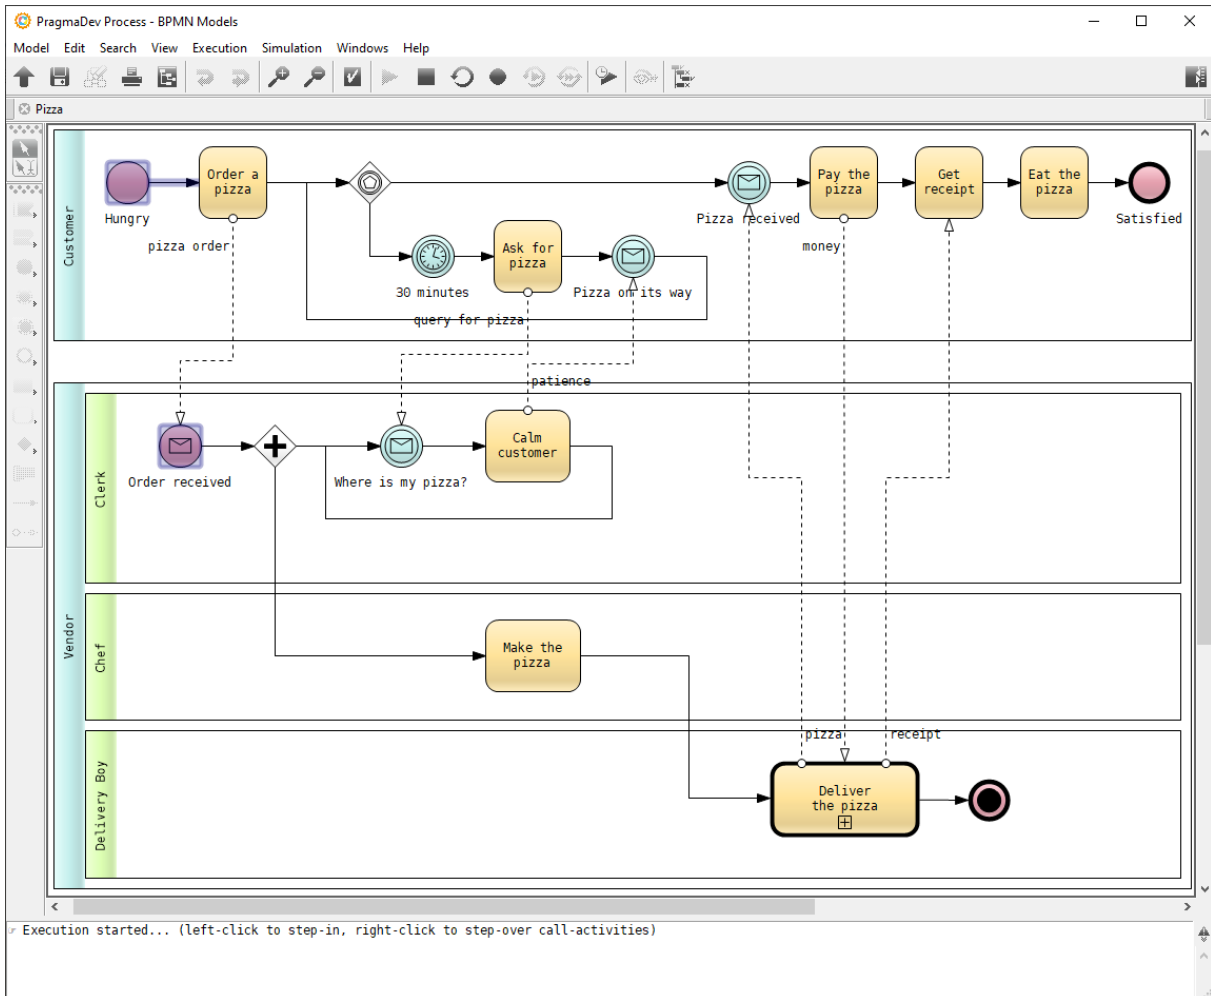 PragmaDev Process - BPMN Models
Model Edit Search View Execution Simulation Windows Help
Pizza
Customer
Hungry
Order a
pizza
pizza order
30 minutes
Ask for
pizza
query for pizza
Pizza on its way
Pizza received
Pay the
pizza
money
Get
receipt
Eat the
pizza
Satisfied
patience
Vendor
Clerk
Order received
Where is my pizza?
Calm
customer
Chef
Make the
pizza
Delivery Boy
pizza
receipt
Deliver
the pizza
Execution started... (left-click to step-in, right-click to step-over call-activities)